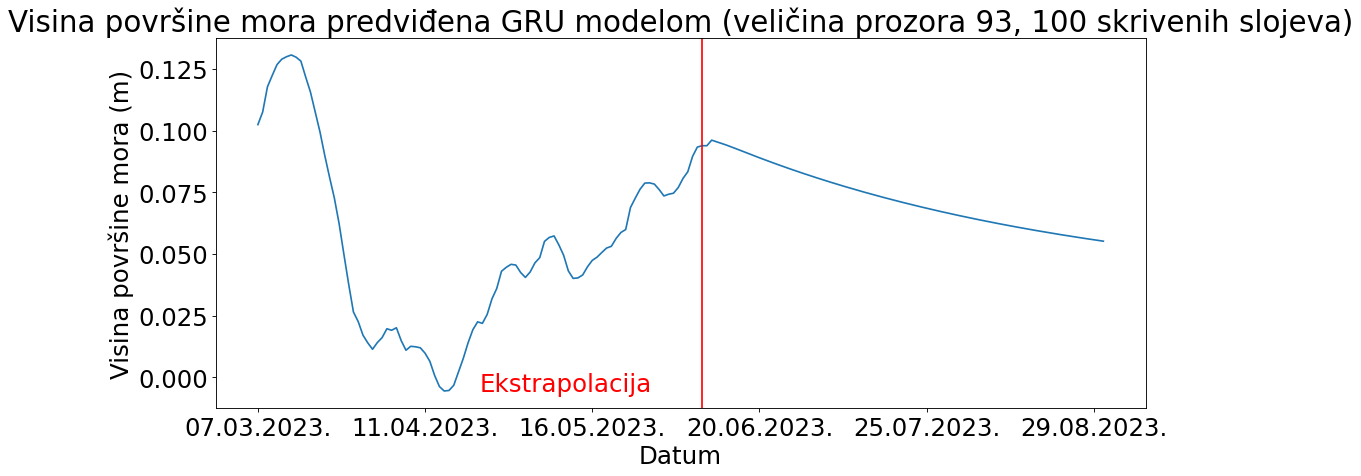 Visina površine mora predviđena GRU modelom (veličina prozora 93, 100 skrivenih slojeva)
Visina površine mora (m)
0.125
0.100
0.075
0.050
0.025
0.000
Ekstrapolacija
07.03.2023. 11.04.2023. 16.05.2023. 20.06.2023. 25.07.2023. 29.08.2023.
Datum